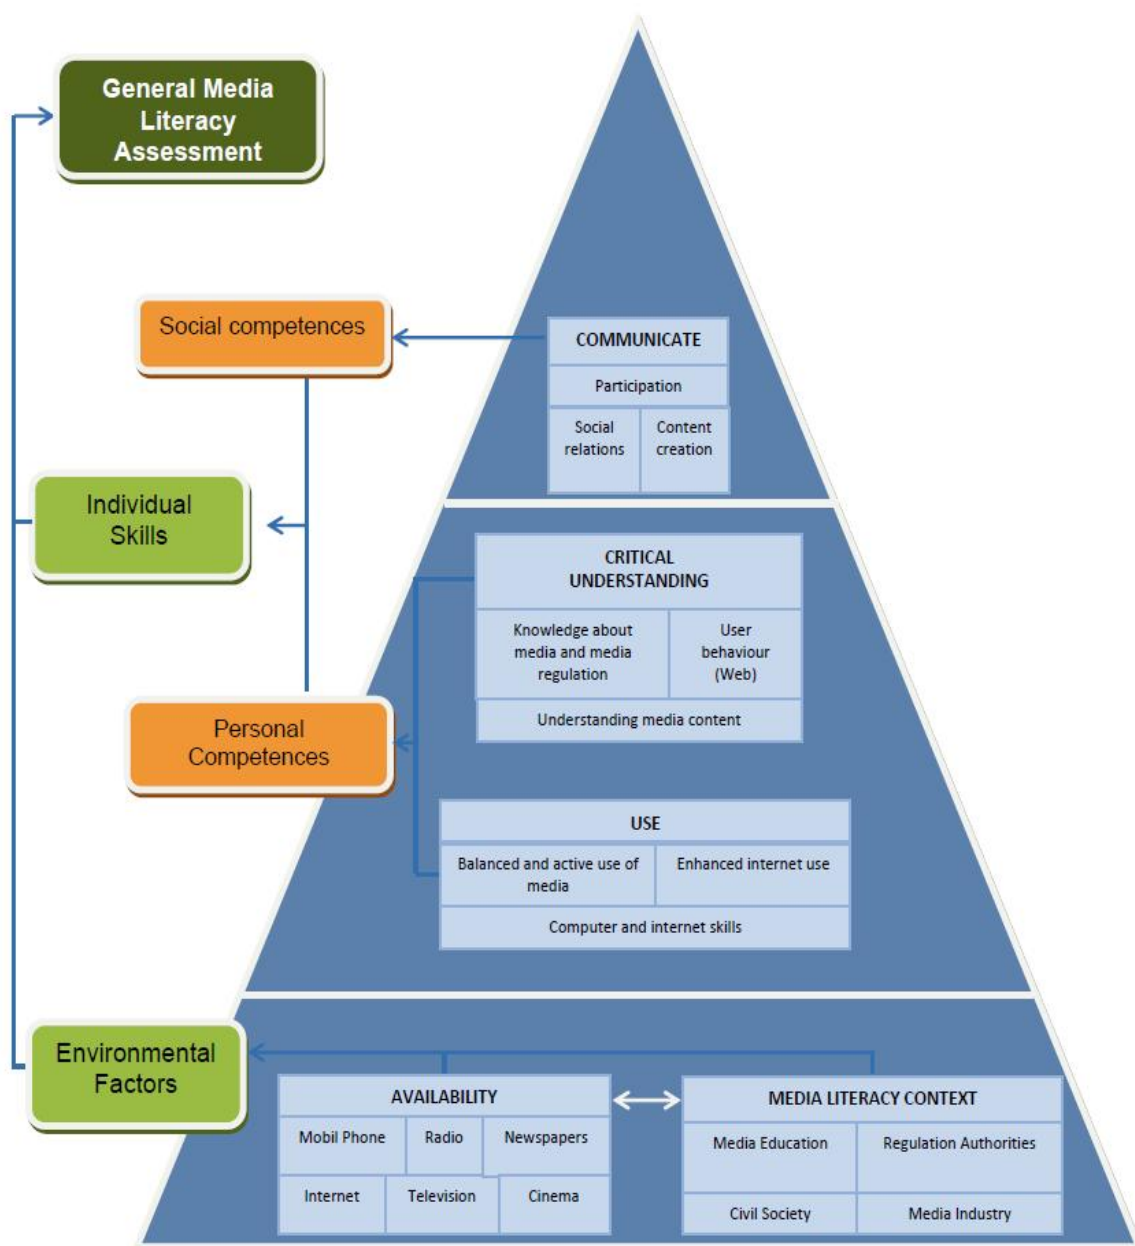 General Media
Literacy
Assessment
Social competences
COMMUNICATE
Participation
Social
relations
Content
creation
Individual
Skills
CRITICAL
UNDERSTANDING
Knowledge about
media and media
regulation
User
behaviour
(Web)
Understanding media content
Personal
Competences
USE
Balanced and active use of
media
Enhanced internet use
Computer and internet skills
Environmental
Factors
AVAILABILITY
Mobil Phone
Radio
Newspapers
Internet
Television
Cinema
MEDIA LITERACY CONTEXT
Media Education
Regulation Authorities
Civil Society
Media Industry